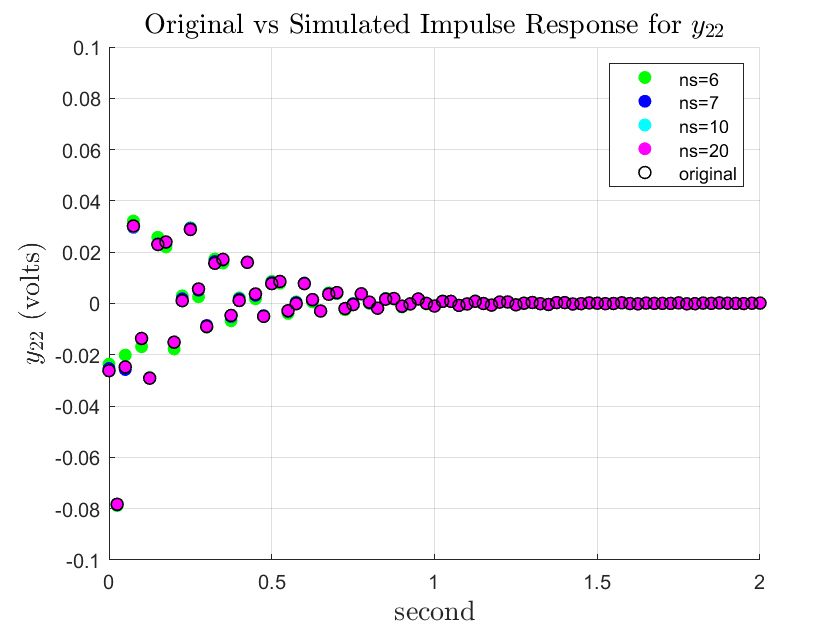 Original vs Simulated Impulse Response for y₂₂
0.1
0.08
0.06
0.04
0.02
0
-0.02
-0.04
-0.06
-0.08
-0.1
y₂₂ (volts)
ns=6
ns=7
ns=10
ns=20
original
0 0.5 1 1.5 2
second